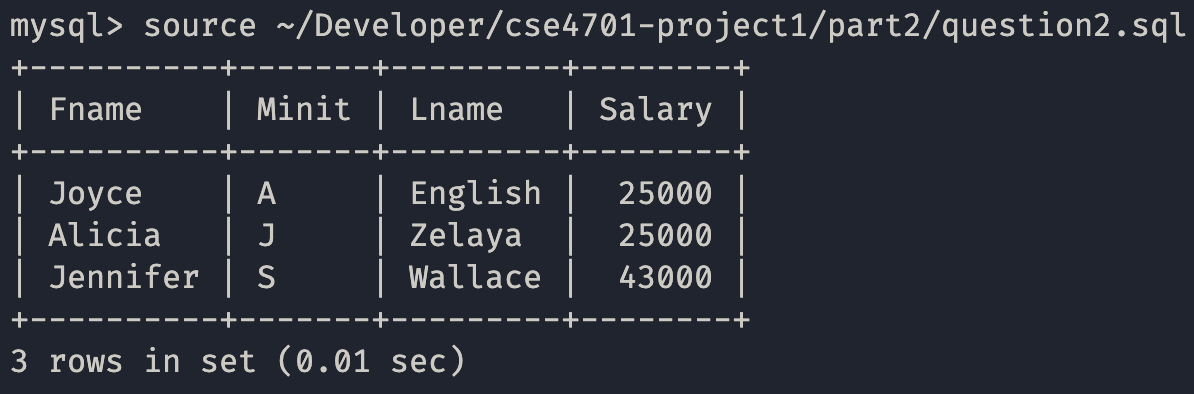 mysql> source ~/Developer/cse4701-project1/part2/question2.sql
+----------+-------+---------+--------+
| Fname    | Minit | Lname   | Salary |
+----------+-------+---------+--------+
| Joyce    | A     | English |  25000 |
| Alicia   | J     | Zelaya  |  25000 |
| Jennifer | S     | Wallace |  43000 |
+----------+-------+---------+--------+
3 rows in set (0.01 sec)